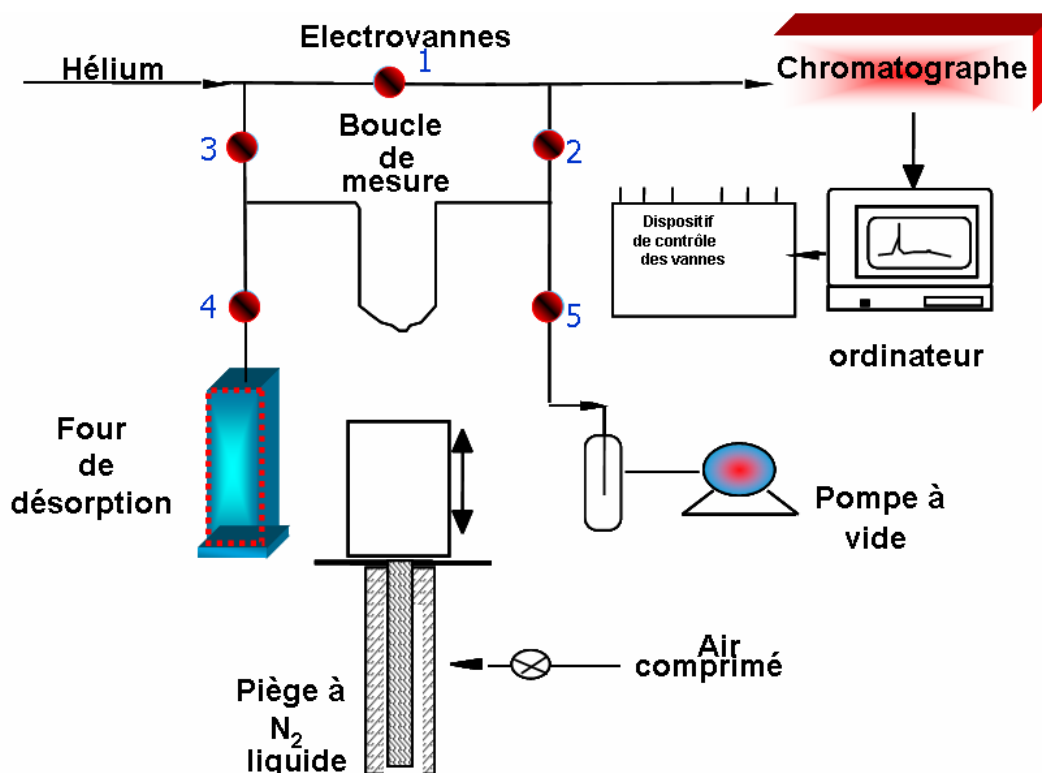 Electrovannes
1
Hélium
Chromatographe
3
Boucle
de
mesure
2
Dispositif
de contrôle
des vannes
4
5
ordinateur
Four
de
désorption
Pompe à
vide
Air
comprimé
Piège à
N2
liquide